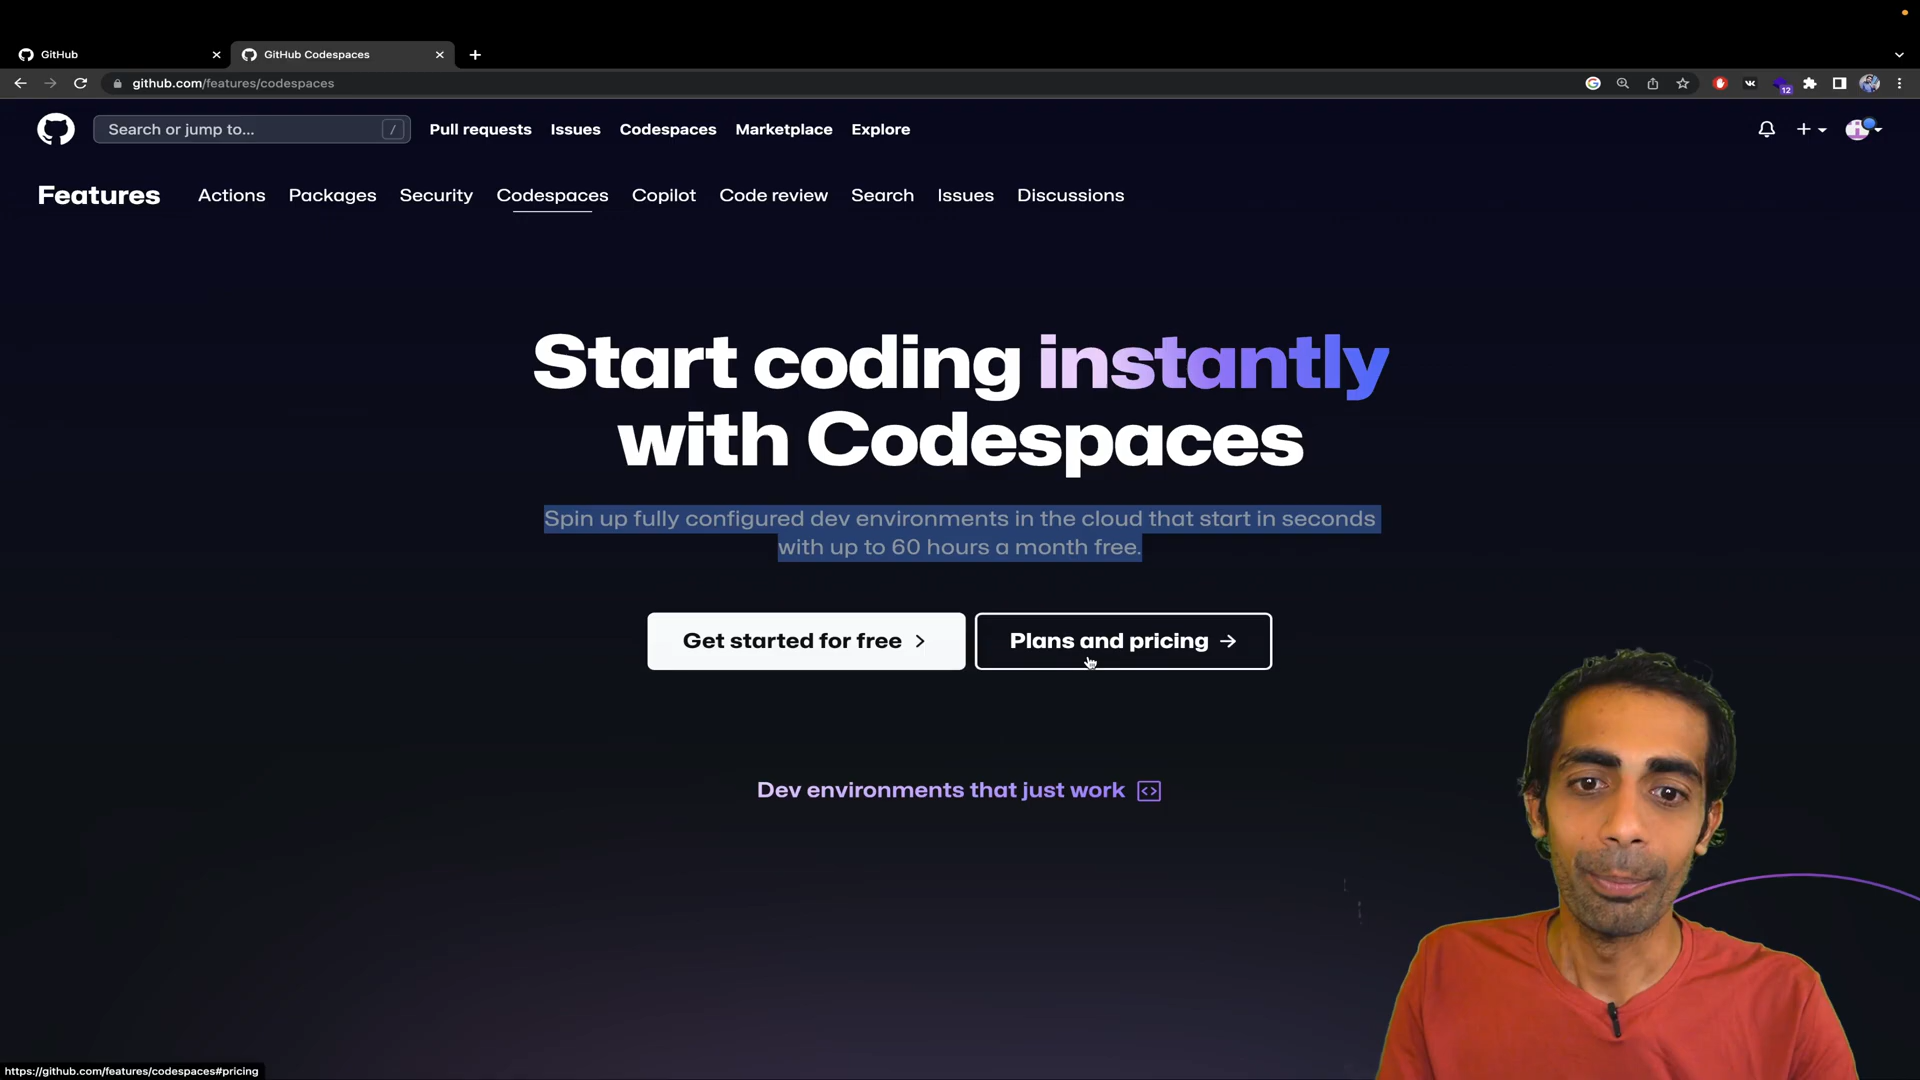 GitHub
GitHub Codespaces
github.com/features/codespaces
12
Search or jump to...
/
Pull requests
Issues
Codespaces
Marketplace
Explore
Features
Actions
Packages
Security
Codespaces
Copilot
Code review
Search
Issues
Discussions
Start coding instantly
with Codespaces
Spin up fully configured dev environments in the cloud that start in seconds
with up to 60 hours a month free.
Get started for free
Plans and pricing
Dev environments that just work
https://github.com/features/codespaces#pricing